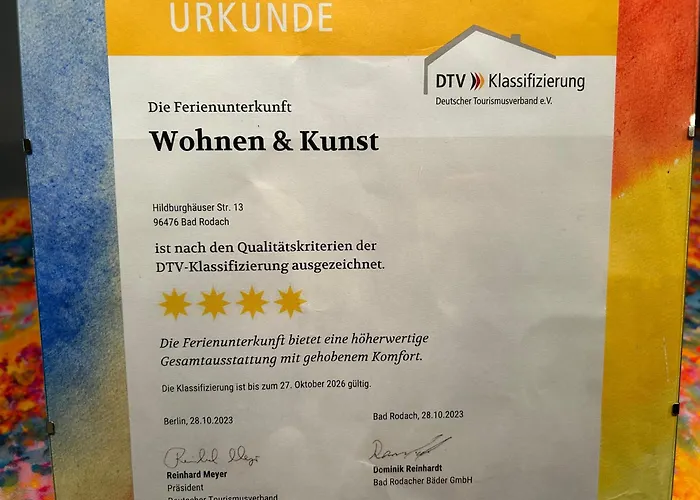 URKUNDE
DTV Klassifizierung
Deutscher Tourismusverband e.V.
Die Ferienunterkunft
Wohnen & Kunst
Hildburghäuser Str. 13
96476 Bad Rodach
ist nach den Qualitätskriterien der
DTV-Klassifizierung ausgezeichnet.
Die Ferienunterkunft bietet eine höherwertige
Gesamtausstattung mit gehobenem Komfort.
Die Klassifizierung ist bis zum 27. Oktober 2026 gültig.
Berlin, 28.10.2023
Bad Rodach, 28.10.2023
Reinhard Meyer
Präsident
Deutscher Tourismusverband
Dominik Reinhardt
Bad Rodacher Bäder GmbH